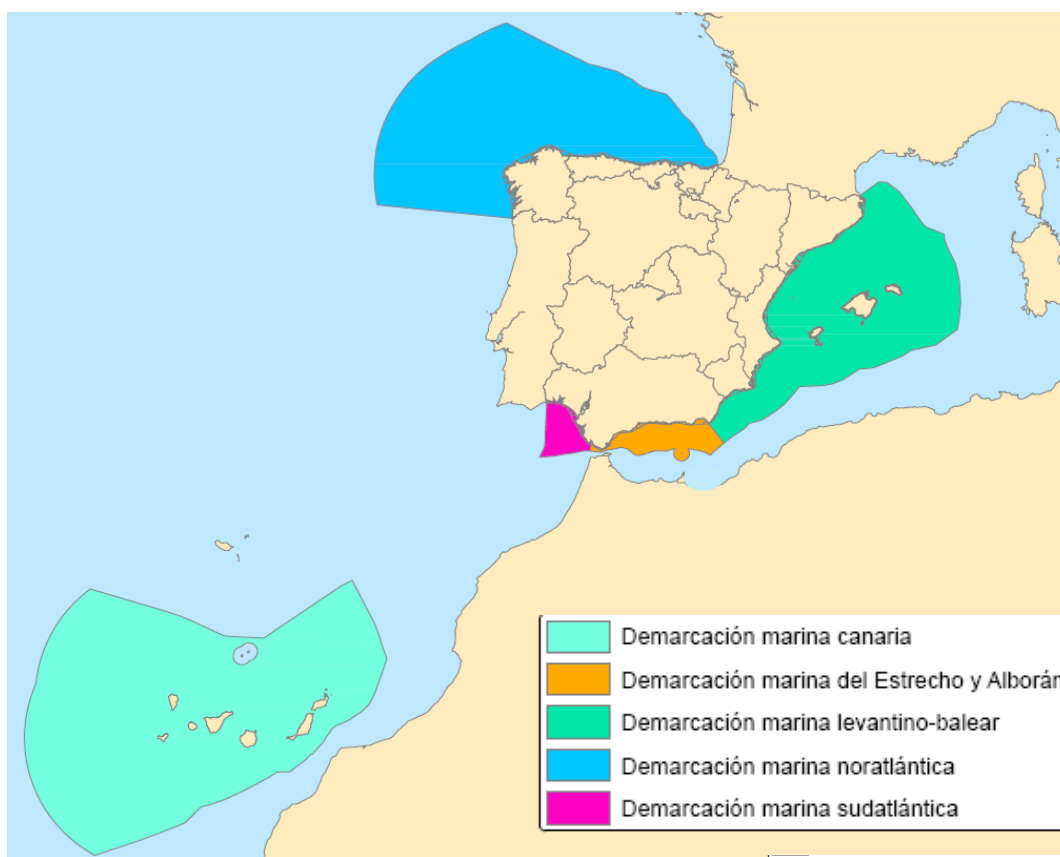 Demarcación marina canaria
Demarcación marina del Estrecho y Alborán
Demarcación marina levantino-balear
Demarcación marina noratlántica
Demarcación marina sudatlántica